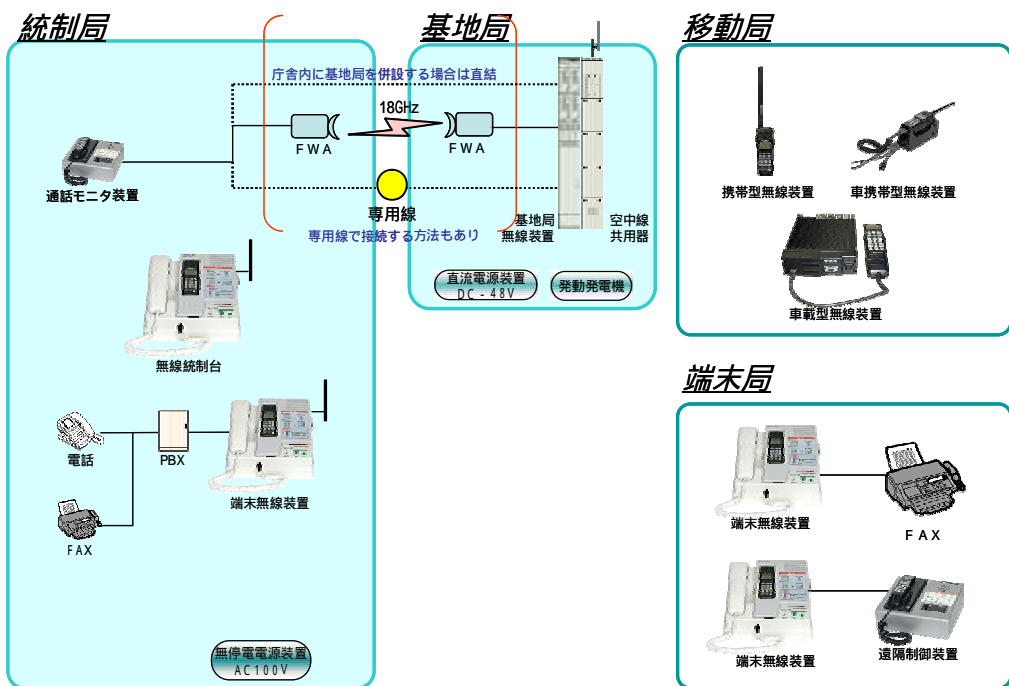 統制局
基地局
移動局
庁舎内に基地局を併設する場合は直結
18GHz
FWA
FWA
通話モニタ装置
専用線
専用線で接続する方法もあり
基地局
無線装置
空中線
共用器
直流電源装置
DC-48V
発動発電機
携帯型無線装置
車携帯型無線装置
車載型無線装置
無線統制台
電話
PBX
端末無線装置
FAX
無停電電源装置
AC100V
端末局
端末無線装置
FAX
端末無線装置
遠隔制御装置